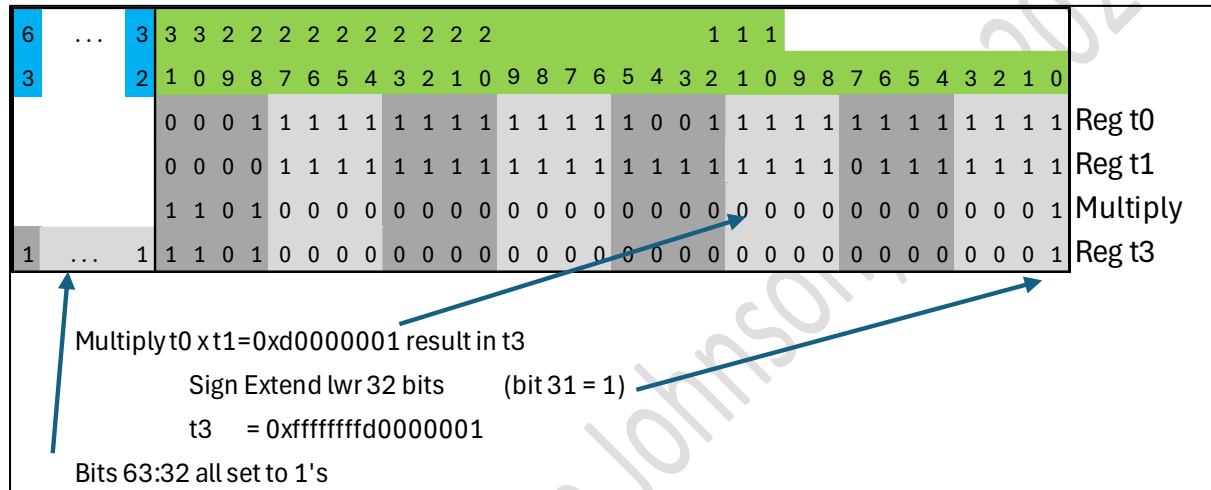 6 ... 3 3 3 2 2 2 2 2 2 2 2 2 2 1 1 1
3 2 1 0 9 8 7 6 5 4 3 2 1 0 9 8 7 6 5 4 3 2 1 0 9 8 7 6 5 4 3 2 1 0
0 0 0 1 1 1 1 1 1 1 1 1 1 1 1 1 1 0 0 1 1 1 1 1 1 1 1 1 1 1 1 1 Reg t0
0 0 0 0 1 1 1 1 1 1 1 1 1 1 1 1 1 1 1 1 1 1 1 1 0 1 1 1 1 1 1 1 Reg t1
1 1 0 1 0 0 0 0 0 0 0 0 0 0 0 0 0 0 0 0 0 0 0 0 0 0 0 0 0 0 0 1 Multiply
1 ... 1 1 1 0 1 0 0 0 0 0 0 0 0 0 0 0 0 0 0 0 0 0 0 0 0 0 0 0 0 0 0 0 1 Reg t3
Multiply t0 x t1=0xd0000001 result in t3
Sign Extend lwr 32 bits (bit 31 = 1)
t3 = 0xffffffffd0000001
Bits 63:32 all set to 1's
Johnson